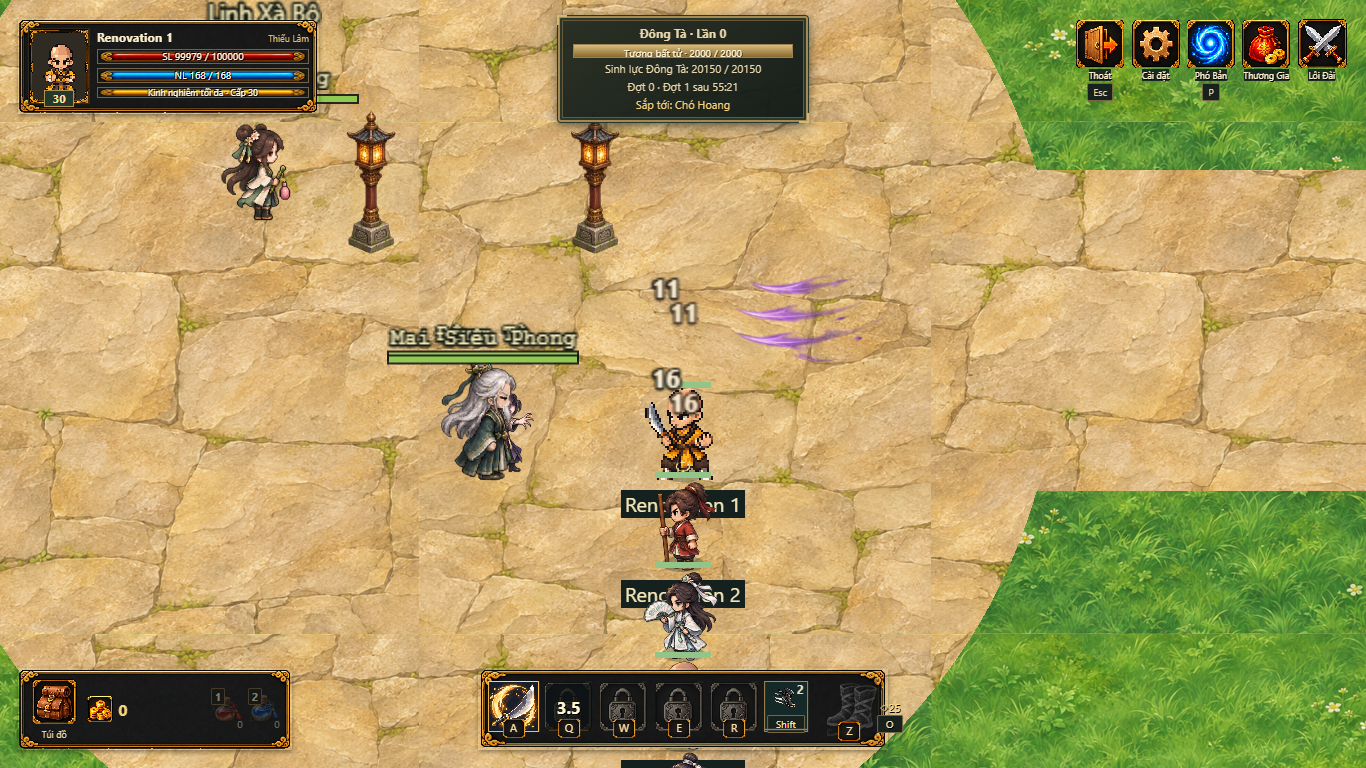 Linh Xà Bộ
Renovation 1
Thiếu Lâm
SL 99979 / 100000
NL 168 / 168
Kinh nghiệm tối đa - Cấp 30
30
g
Đông Tà · Lần 0
Tượng bất tử · 2000 / 2000
Sinh lực Đông Tà: 20150 / 20150
Đợt 0 · Đợt 1 sau 55:21
Sắp tới: Chó Hoang
Thoát
Cài đặt
Phó Bản
Thương Gia
Lôi Đài
Esc
P
11
11
Mai Siêu Phong
16
16
Ren on 1
Reno n 2
0
Túi đồ
1
2
0
0
A
3.5
Q
W
E
R
2
Shift
Z
25
O